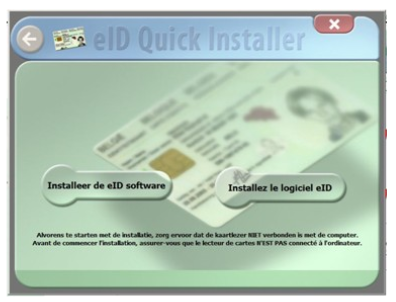 eID Quick Installer
BELGIË
Installeer de eID software
Installez le logiciel eID
Alvorens te starten met de installatie, zorg ervoor dat de kaartlezer NIET verbonden is met de computer.
Avant de commencer l'installation, assurez-vous que le lecteur de cartes N'EST PAS connecté à l'ordinateur.